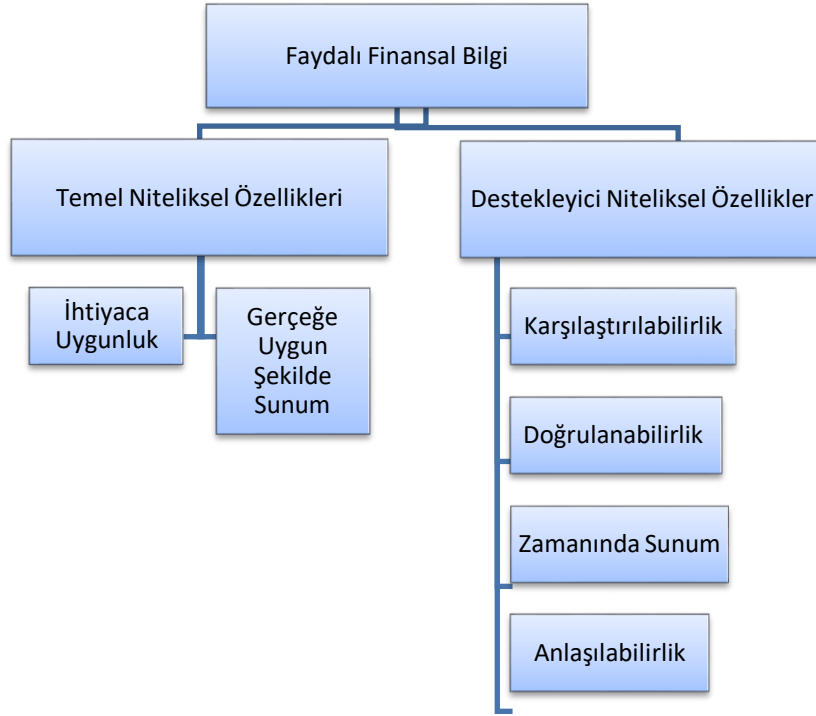 Faydalı Finansal Bilgi
Temel Niteliksel Özellikleri
Destekleyici Niteliksel Özellikler
İhtiyaca
Uygunluk
Gerçeğe
Uygun
Şekilde
Sunum
Karşılaştırılabilirlik
Doğrulanabilirlik
Zamanında Sunum
Anlaşılabilirlik